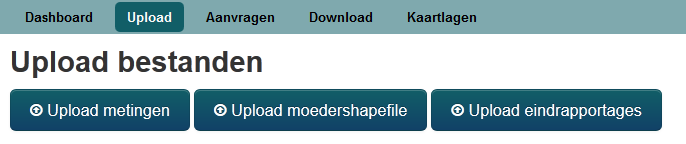 Dashboard Upload Aanvragen Download Kaartlagen
Upload bestanden
Upload metingen Upload moedershapefile Upload eindrapportages